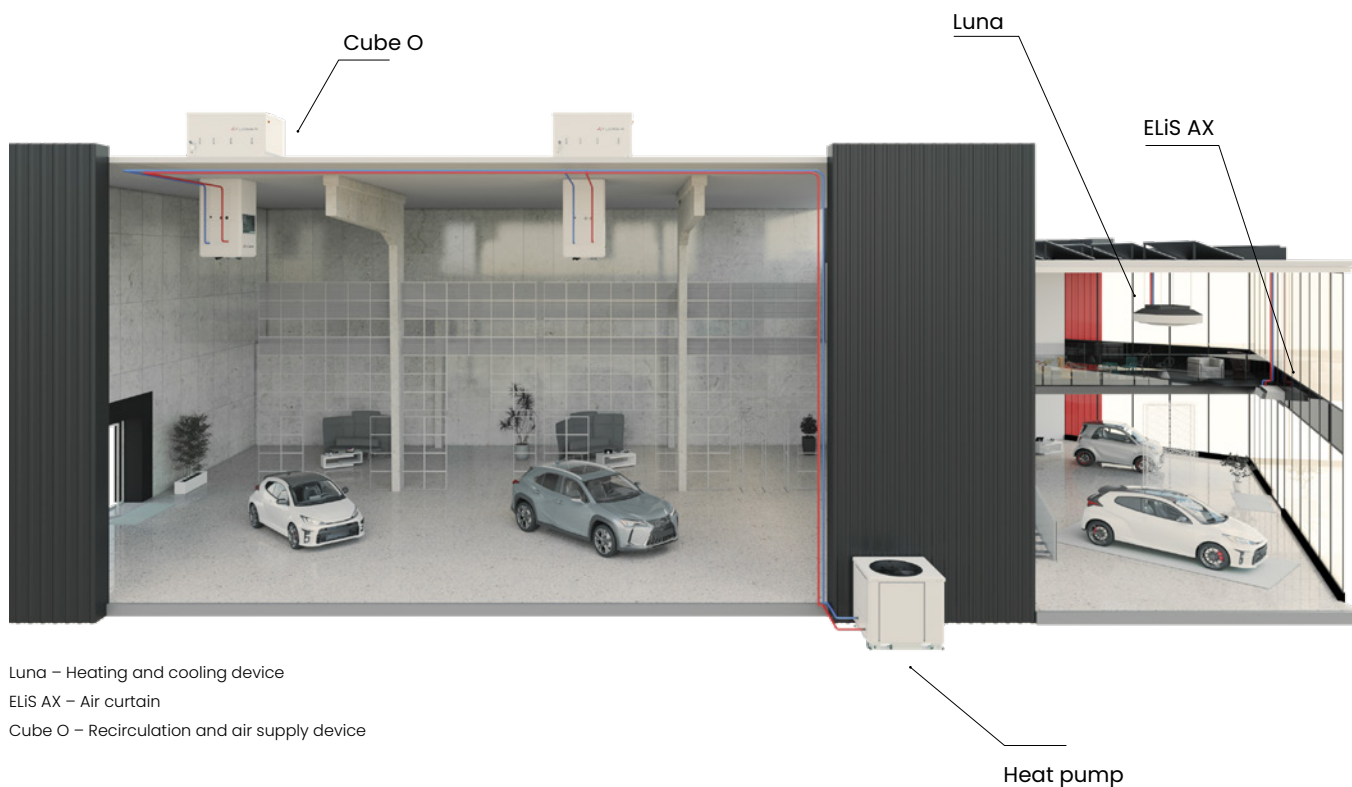 Luna
Cube O
ELiS AX
Luna – Heating and cooling device
ELiS AX – Air curtain
Cube O – Recirculation and air supply device
Heat pump